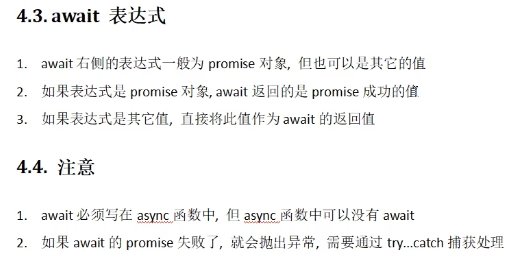 4.3. await 表达式
1. await 右侧的表达式一般为 promise 对象, 但也可以是其它的值
2. 如果表达式是 promise 对象, await 返回的是 promise 成功的值
3. 如果表达式是其它值, 直接将此值作为 await 的返回值
4.4. 注意
1. await 必须写在 async 函数中, 但 async 函数中可以没有 await
2. 如果 await 的 promise 失败了, 就会抛出异常, 需要通过 try...catch 捕获处理